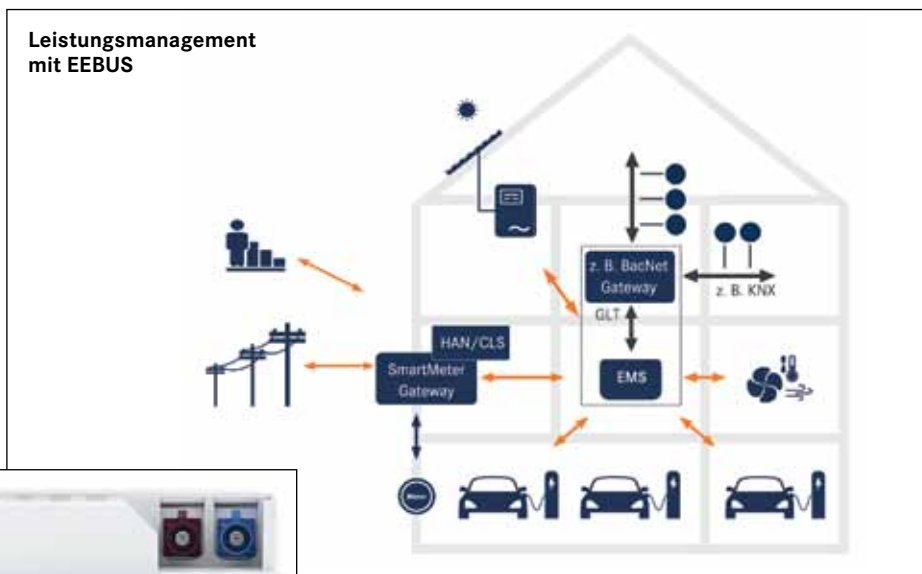 Leistungsmanagement
mit EEBUS
z. B. BacNet
Gateway
z. B. KNX
GLT
HAN/CLS
SmartMeter
Gateway
EMS